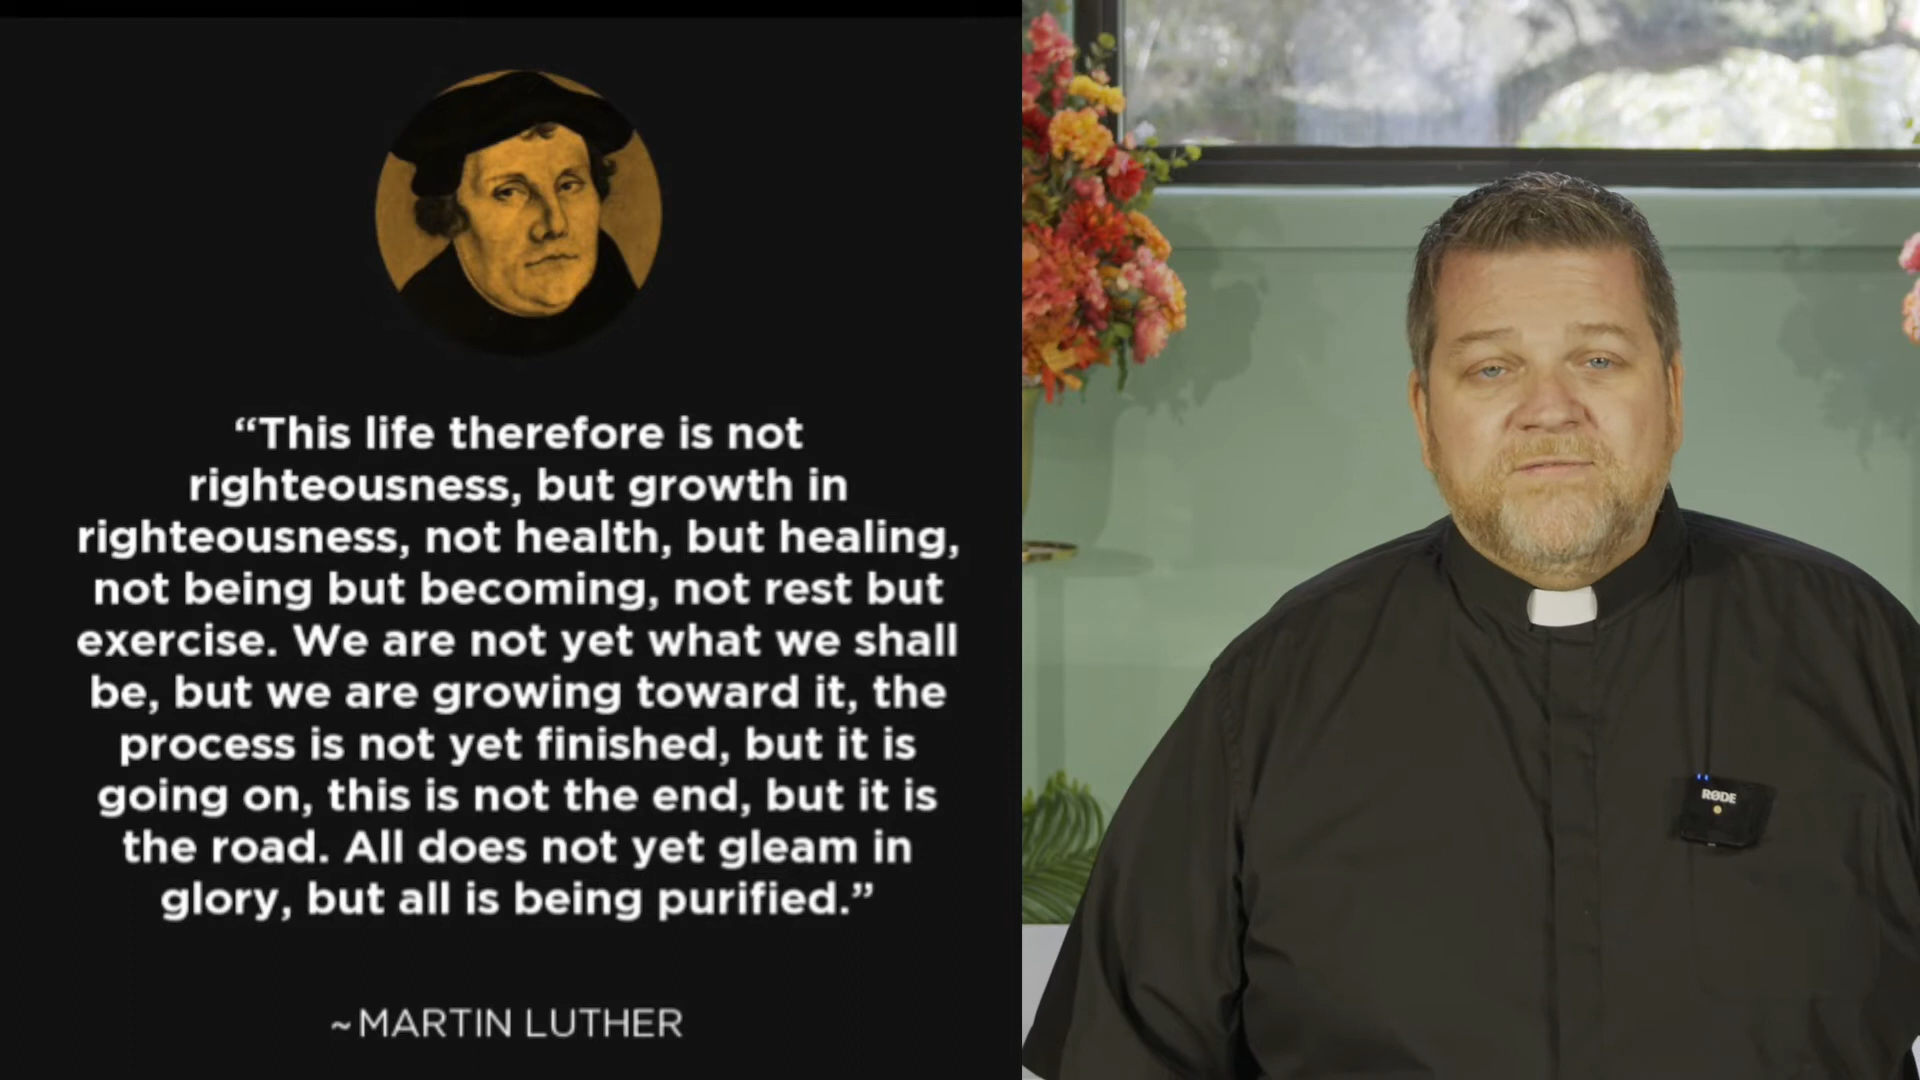 “This life therefore is not
righteousness, but growth in
righteousness, not health, but healing,
not being but becoming, not rest but
exercise. We are not yet what we shall
be, but we are growing toward it, the
process is not yet finished, but it is
going on, this is not the end, but it is
the road. All does not yet gleam in
glory, but all is being purified.”
~MARTIN LUTHER
RØDE